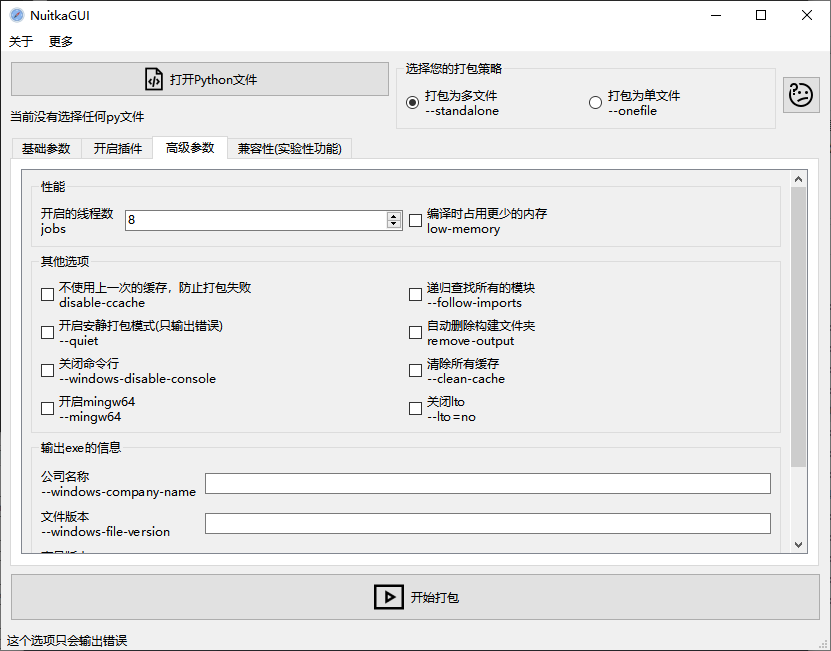 NuitkaGUI
关于 更多
打开Python文件
当前没有选择任何py文件
选择您的打包策略
打包为多文件
--standalone
打包为单文件
--onefile
基础参数 开启插件 高级参数 兼容性(实验性功能)
性能
开启的线程数
jobs
8
编译时占用更少的内存
low-memory
其他选项
不使用上一次的缓存，防止打包失败
disable-ccache
递归查找所有的模块
--follow-imports
开启安静打包模式(只输出错误)
--quiet
自动删除构建文件夹
remove-output
关闭命令行
--windows-disable-console
清除所有缓存
--clean-cache
开启mingw64
--mingw64
关闭lto
--lto=no
输出exe的信息
公司名称
--windows-company-name
文件版本
--windows-file-version
开始打包
这个选项只会输出错误